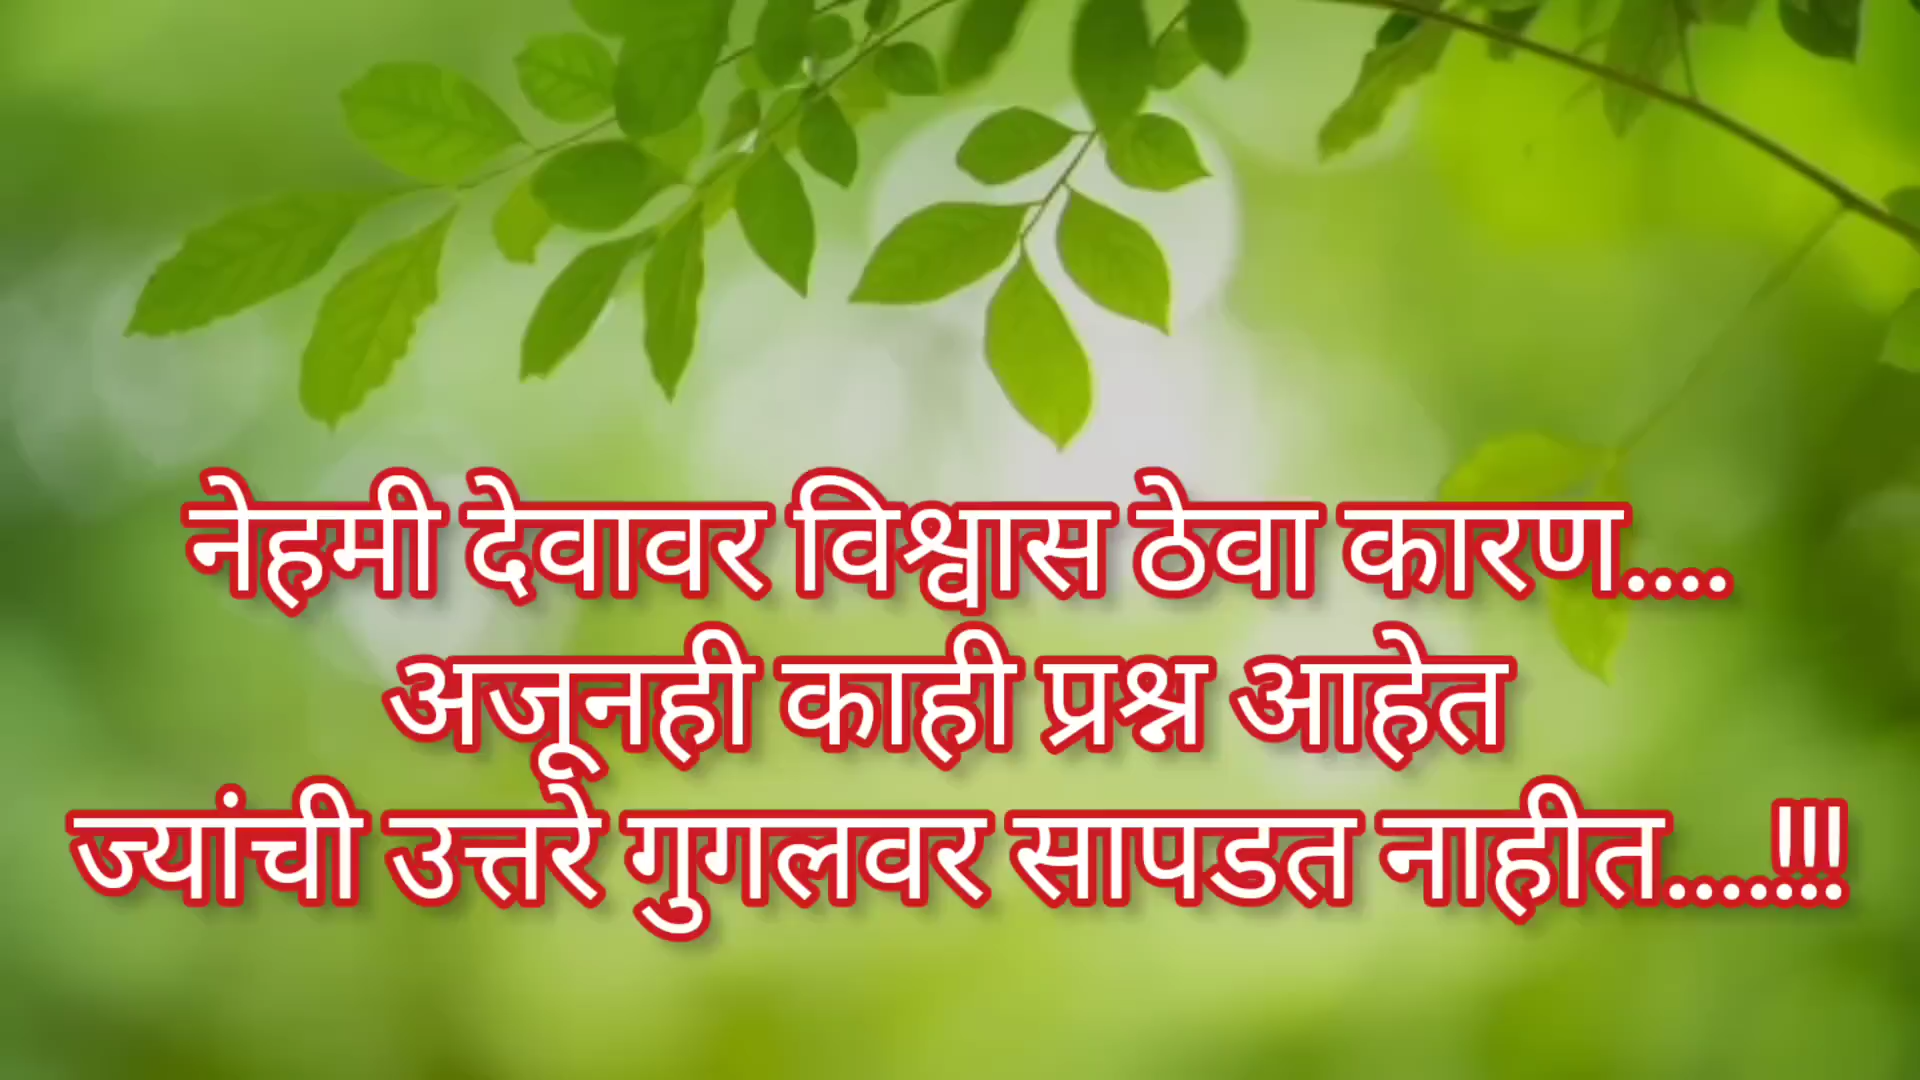 नेहमी देवावर विश्वास ठेवा कारण....
अजूनही काही प्रश्न आहेत
ज्यांची उत्तरे गुगलवर सापडत नाहीत....!!!